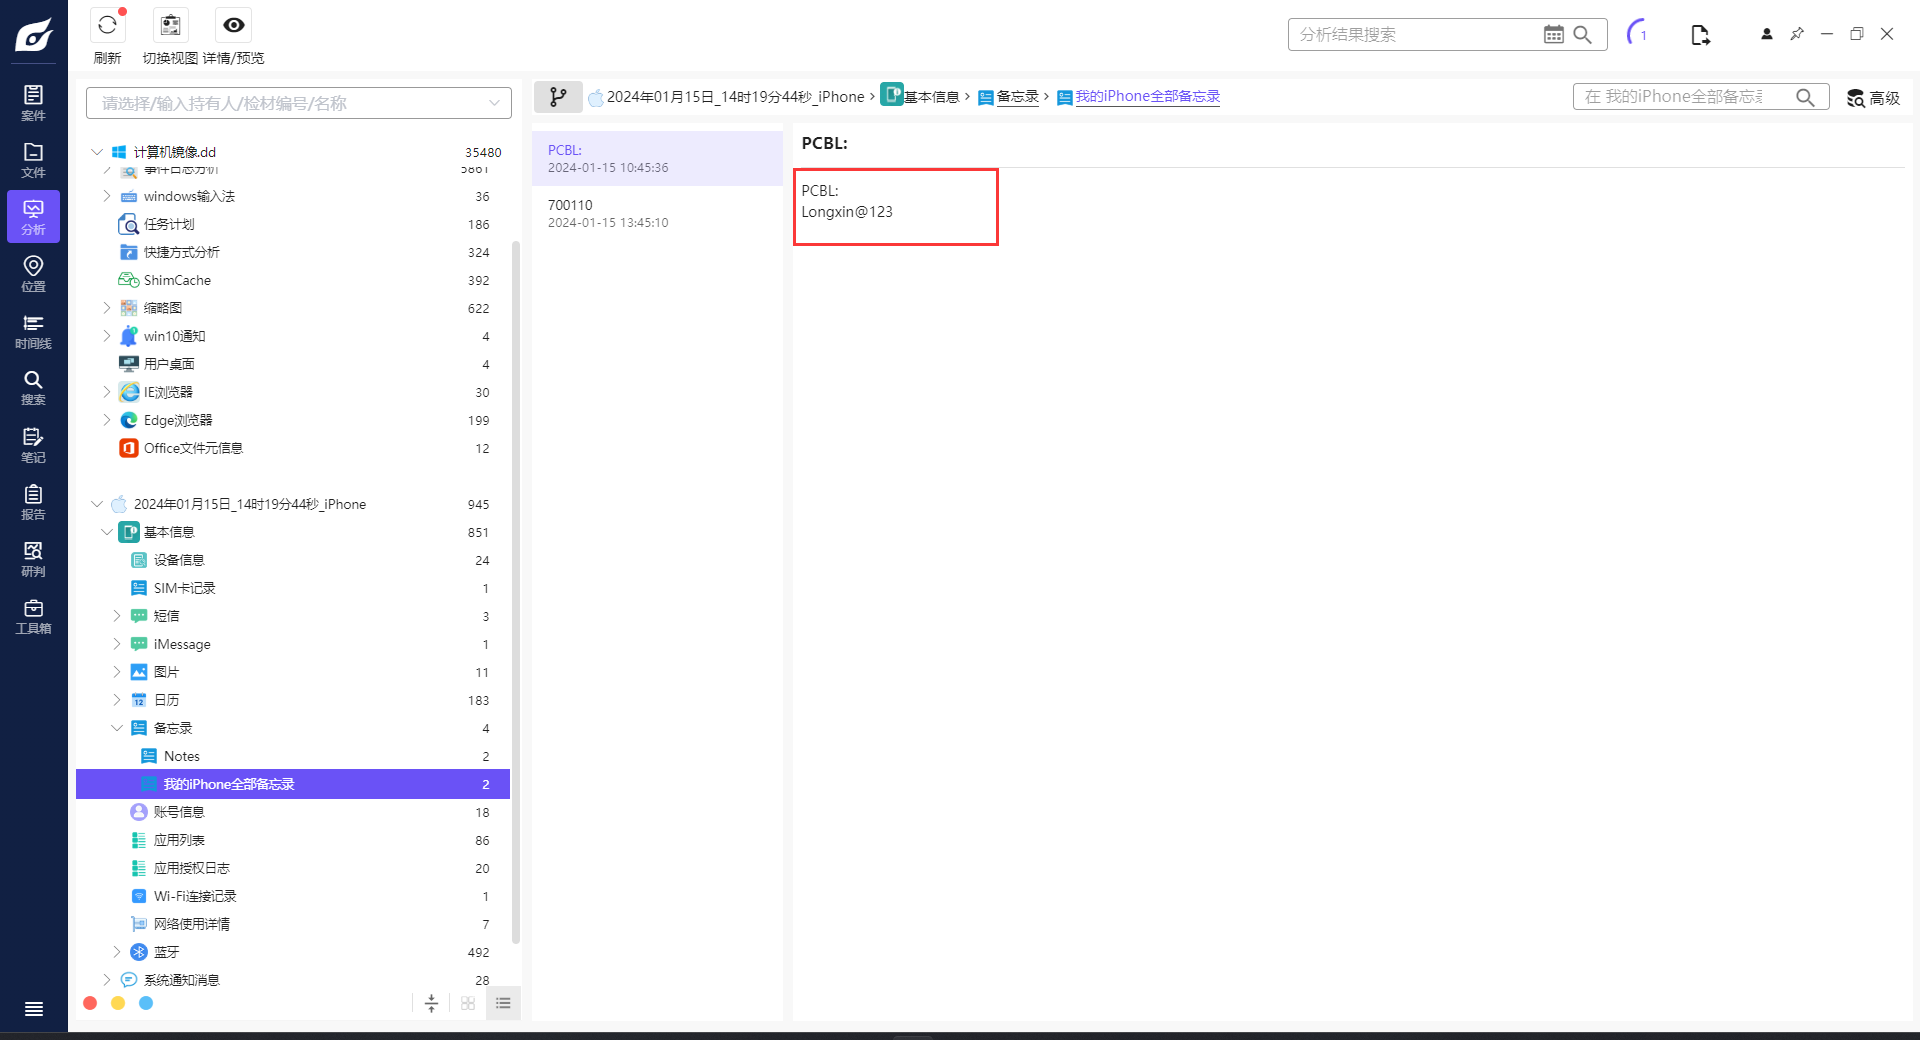 刷新
切换视图
详情/预览
分析结果搜索
1
案件
文件
分析
位置
时间线
搜索
笔记
报告
研判
工具箱
请选择/输入持有人/检材编号/名称
计算机镜像.dd 35480
事件日志分析 5861
windows输入法 36
任务计划 186
快捷方式分析 324
ShimCache 392
缩略图 622
win10通知 4
用户桌面 4
IE浏览器 30
Edge浏览器 199
Office文件元信息 12
2024年01月15日_14时19分44秒_iPhone 945
基本信息 851
设备信息 24
SIM卡记录 1
短信 3
iMessage 1
图片 11
日历 183
备忘录 4
Notes 2
我的iPhone全部备忘录 2
账号信息 18
应用列表 86
应用授权日志 20
Wi-Fi连接记录 1
网络使用详情 7
蓝牙 492
系统通知消息 28
2024年01月15日_14时19分44秒_iPhone › 基本信息 › 备忘录 › 我的iPhone全部备忘录
在 我的iPhone全部备忘录
高级
PCBL:
2024-01-15 10:45:36
700110
2024-01-15 13:45:10
PCBL:
PCBL:
Longxin@123